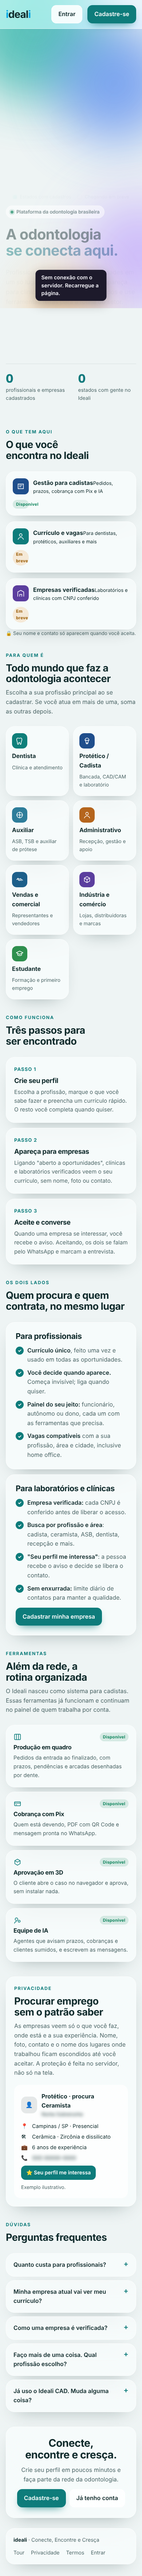 ideali
Entrar
Cadastre-se
Plataforma da odontologia brasileira
A odontologia
se conecta aqui.
Sem conexão com o
servidor. Recarregue a
página.
0
profissionais e empresas
cadastrados
0
estados com gente no
Ideali
O QUE TEM AQUI
O que você
encontra no Ideali
Gestão para cadistasPedidos,
prazos, cobrança com Pix e IA
Disponível
Currículo e vagasPara dentistas,
protéticos, auxiliares e mais
Em
breve
Empresas verificadasLaboratórios e
clínicas com CNPJ conferido
Em
breve
🔒 Seu nome e contato só aparecem quando você aceita.
PARA QUEM É
Todo mundo que faz a
odontologia acontecer
Escolha a sua profissão principal ao se
cadastrar. Se você atua em mais de uma, soma
as outras depois.
Dentista
Clínica e atendimento
Protético /
Cadista
Bancada, CAD/CAM
e laboratório
Auxiliar
ASB, TSB e auxiliar
de prótese
Administrativo
Recepção, gestão e
apoio
Vendas e
comercial
Representantes e
vendedores
Indústria e
comércio
Lojas, distribuidoras
e marcas
Estudante
Formação e primeiro
emprego
COMO FUNCIONA
Três passos para
ser encontrado
PASSO 1
Crie seu perfil
Escolha a profissão, marque o que você
sabe fazer e preencha um currículo rápido.
O resto você completa quando quiser.
PASSO 2
Apareça para empresas
Ligando "aberto a oportunidades", clínicas
e laboratórios verificados veem o seu
currículo, sem nome, foto ou contato.
PASSO 3
Aceite e converse
Quando uma empresa se interessar, você
recebe o aviso. Aceitando, os dois se falam
pelo WhatsApp e marcam a entrevista.
OS DOIS LADOS
Quem procura e quem
contrata, no mesmo lugar
Para profissionais
Currículo único, feito uma vez e
usado em todas as oportunidades.
Você decide quando aparece.
Começa invisível; liga quando
quiser.
Painel do seu jeito: funcionário,
autônomo ou dono, cada um com
as ferramentas que precisa.
Vagas compatíveis com a sua
profissão, área e cidade, inclusive
home office.
Para laboratórios e clínicas
Empresa verificada: cada CNPJ é
conferido antes de liberar o acesso.
Busca por profissão e área:
cadista, ceramista, ASB, dentista,
recepção e mais.
"Seu perfil me interessa": a pessoa
recebe o aviso e decide se libera o
contato.
Sem enxurrada: limite diário de
contatos para manter a qualidade.
Cadastrar minha empresa
FERRAMENTAS
Além da rede, a
rotina organizada
O Ideali nasceu como sistema para cadistas.
Essas ferramentas já funcionam e continuam
no painel de quem trabalha por conta.
Disponível
Produção em quadro
Pedidos da entrada ao finalizado, com
prazos, pendências e arcadas desenhadas
por dente.
Disponível
Cobrança com Pix
Quem está devendo, PDF com QR Code e
mensagem pronta no WhatsApp.
Disponível
Aprovação em 3D
O cliente abre o caso no navegador e aprova,
sem instalar nada.
Disponível
Equipe de IA
Agentes que avisam prazos, cobranças e
clientes sumidos, e escrevem as mensagens.
PRIVACIDADE
Procurar emprego
sem o patrão saber
As empresas veem só o que você faz,
onde está e a sua experiência. Nome,
foto, contato e o nome de onde você já
trabalhou ficam escondidos até você
aceitar. A proteção é feita no servidor,
não só na tela.
Protético · procura
Ceramista
Campinas / SP · Presencial
Cerâmica · Zircônia e dissilicato
6 anos de experiência
Seu perfil me interessa
Exemplo ilustrativo.
DÚVIDAS
Perguntas frequentes
Quanto custa para profissionais? +
Minha empresa atual vai ver meu +
currículo?
Como uma empresa é verificada? +
Faço mais de uma coisa. Qual +
profissão escolho?
Já uso o Ideali CAD. Muda alguma +
coisa?
Conecte,
encontre e cresça.
Crie seu perfil em poucos minutos e
faça parte da rede da odontologia.
Cadastre-se
Já tenho conta
ideali · Conecte, Encontre e Cresça
Tour Privacidade Termos Entrar